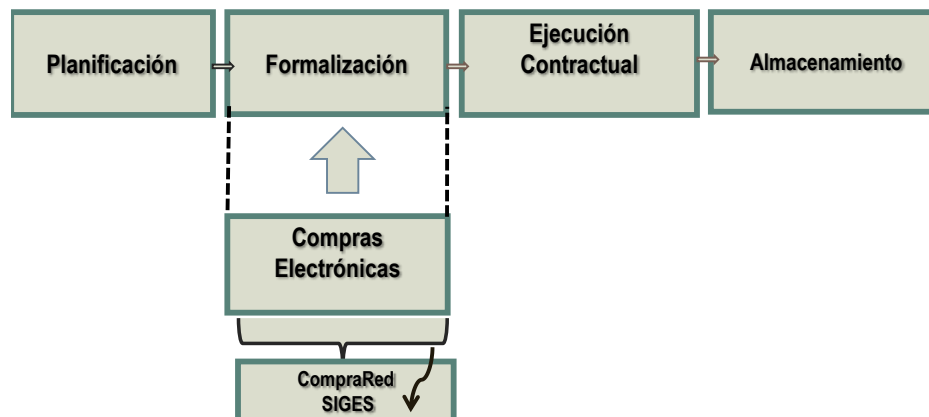 Planificación
Formalización
Ejecución
Contractual
Almacenamiento
Compras
Electrónicas
CompraRed
SIGES